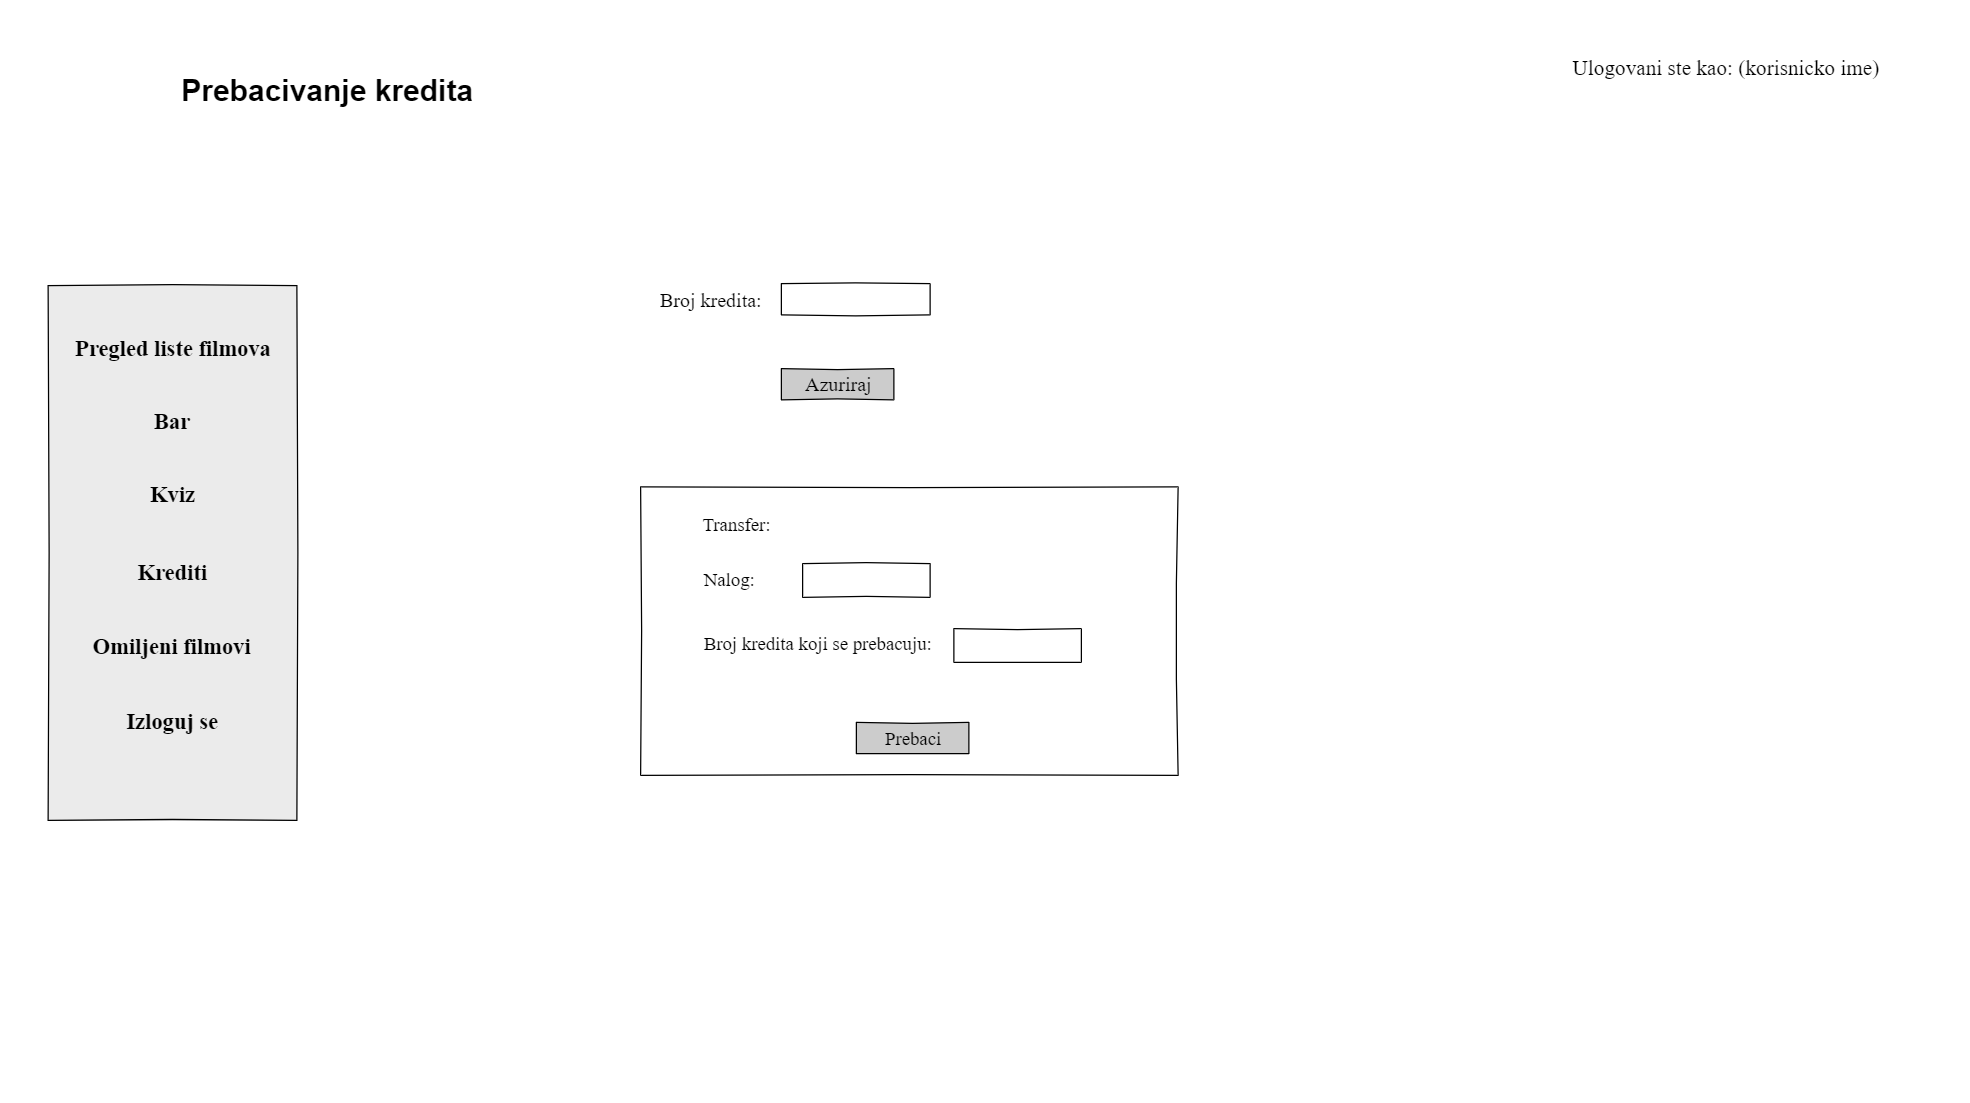 Prebacivanje kredita
Ulogovani ste kao: (korisnicko ime)
Pregled liste filmova
Bar
Kviz
Krediti
Omiljeni filmovi
Izloguj se
Broj kredita:
Azuriraj
Transfer:
Nalog:
Broj kredita koji se prebacuju:
Prebaci